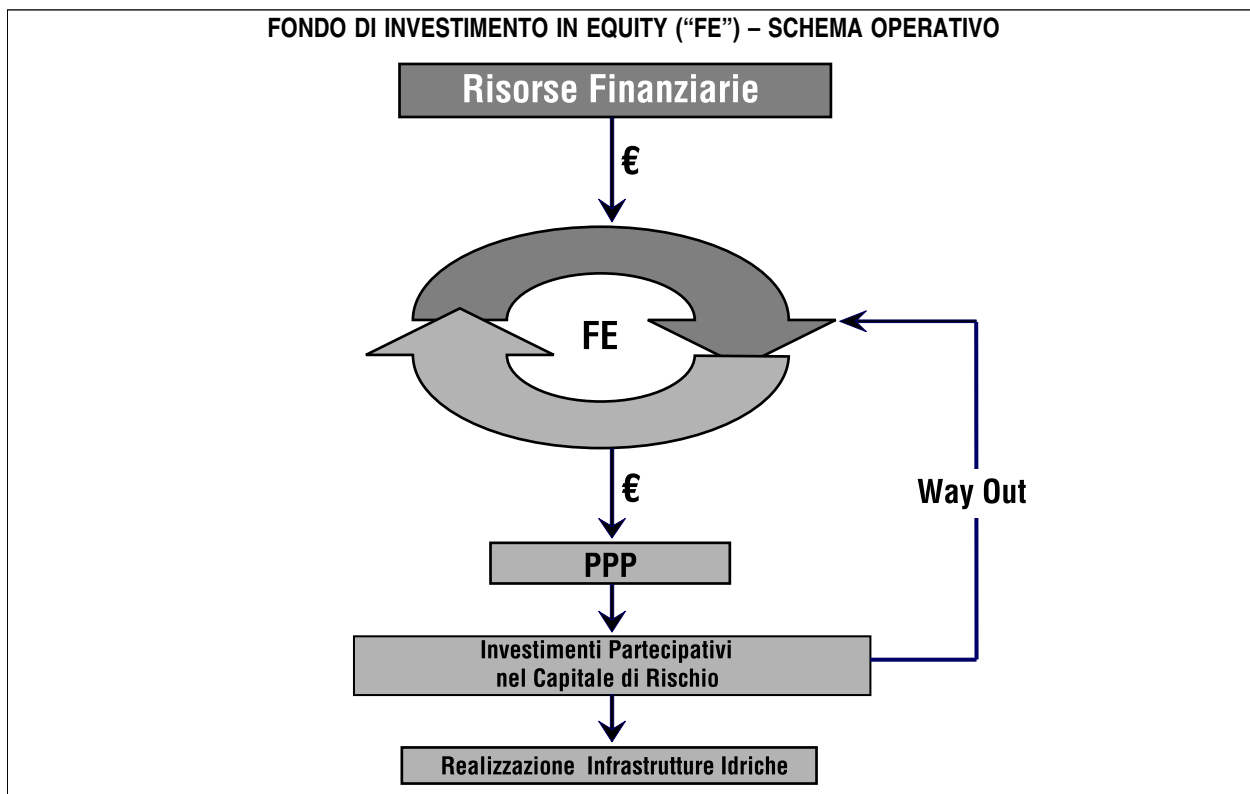 FONDO DI INVESTIMENTO IN EQUITY (“FE”) – SCHEMA OPERATIVO
Risorse Finanziarie
€
FE
€
Way Out
PPP
Investimenti Partecipativi
nel Capitale di Rischio
Realizzazione Infrastrutture Idriche